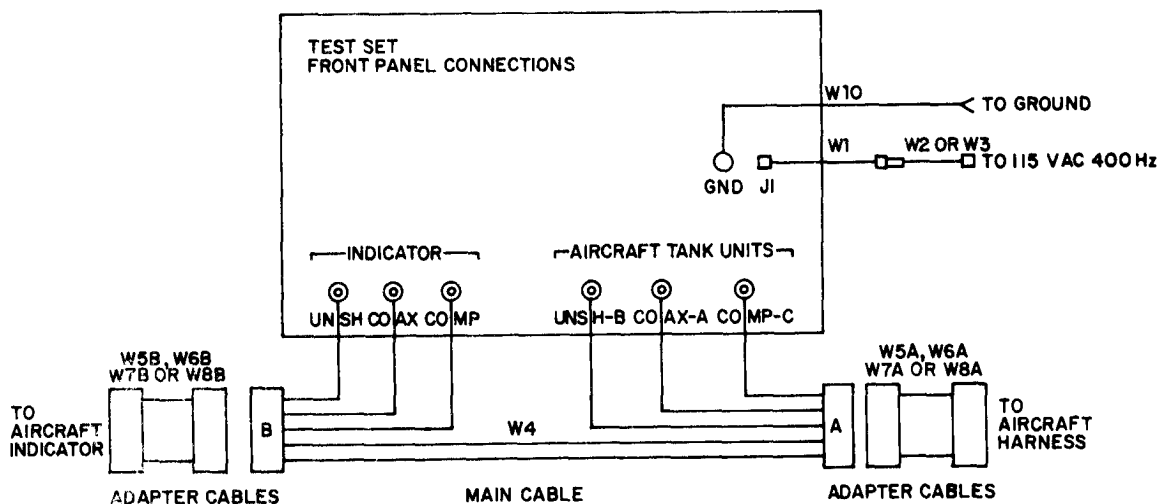 TEST SET
FRONT PANEL CONNECTIONS
W10
TO GROUND
W1
W2 OR W3
TO 115 VAC 400 Hz
GND J1
INDICATOR
AIRCRAFT TANK UNITS
UNSH COAX COMP
UNSH-B COAX-A COMP-C
W5B, W6B
W7B OR W8B
W5A, W6A
W7A OR W8A
TO
AIRCRAFT
INDICATOR
B
W4
A
TO
AIRCRAFT
HARNESS
ADAPTER CABLES
MAIN CABLE
ADAPTER CABLES